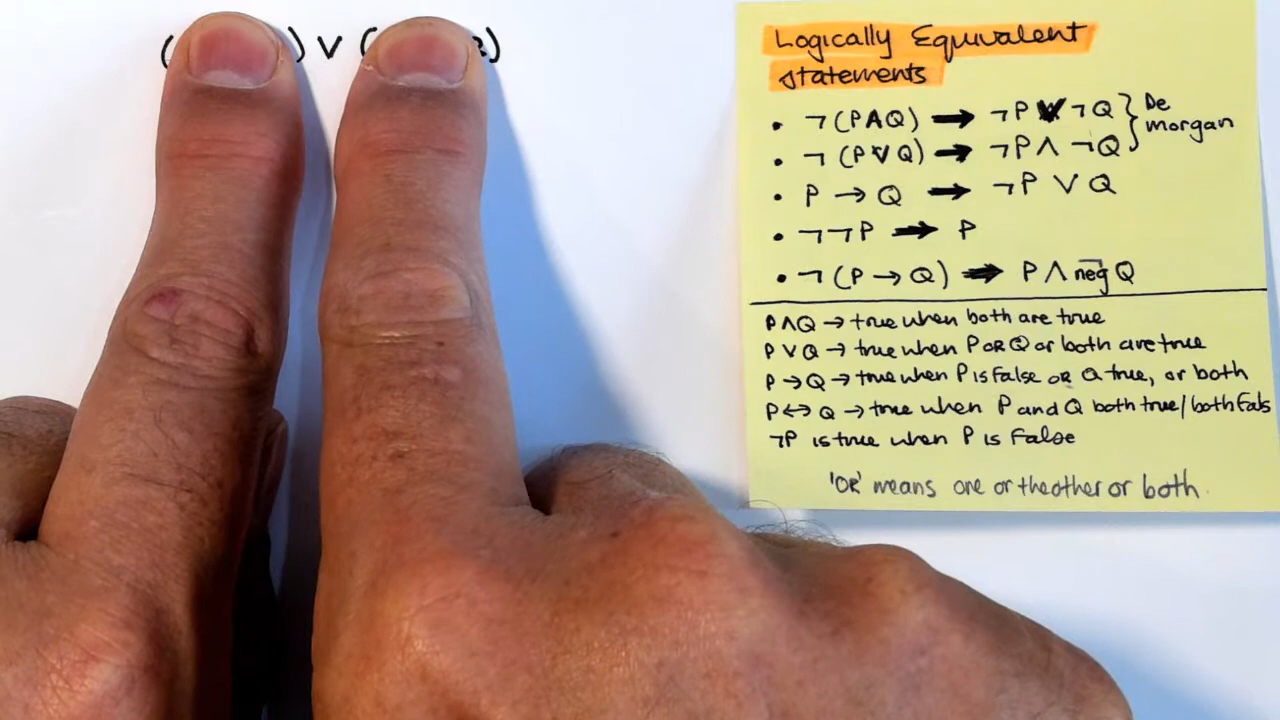 ( ) ∨ ( )
Logically Equivalent
statements
• ¬(P∧Q) → ¬P ∨ ¬Q } De
morgan
• ¬(P∨Q) → ¬P ∧ ¬Q
• P → Q → ¬P ∨ Q
• ¬¬P → P
• ¬(P → Q) → P ∧ neg Q
P∧Q → true when both are true
P∨Q → true when P OR Q or both are true
P→Q → true when P is False OR Q true, or both
P↔Q → true when P and Q both true/both Fals
¬P is true when P is False
'OR' means one or the other or both.